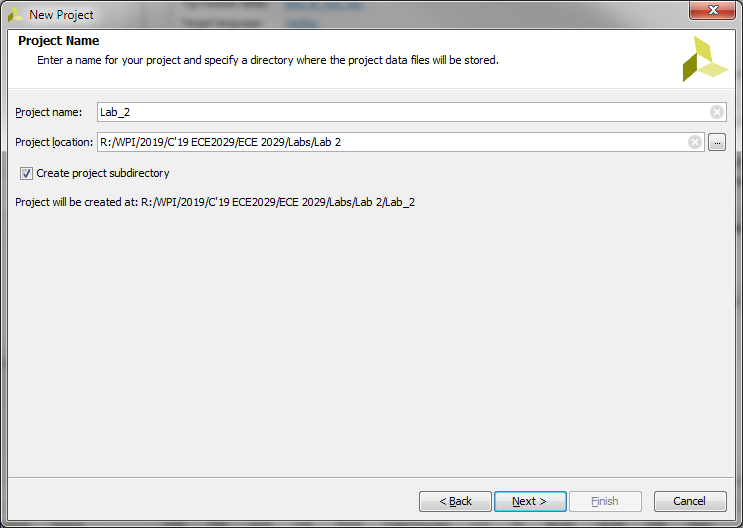 New Project
Project Name
Enter a name for your project and specify a directory where the project data files will be stored.
Project name: Lab_2
Project location: R:/WPI/2019/C'19 ECE2029/ECE 2029/Labs/Lab 2 ...
Create project subdirectory
Project will be created at: R:/WPI/2019/C'19 ECE2029/ECE 2029/Labs/Lab 2/Lab_2
< Back Next > Finish Cancel